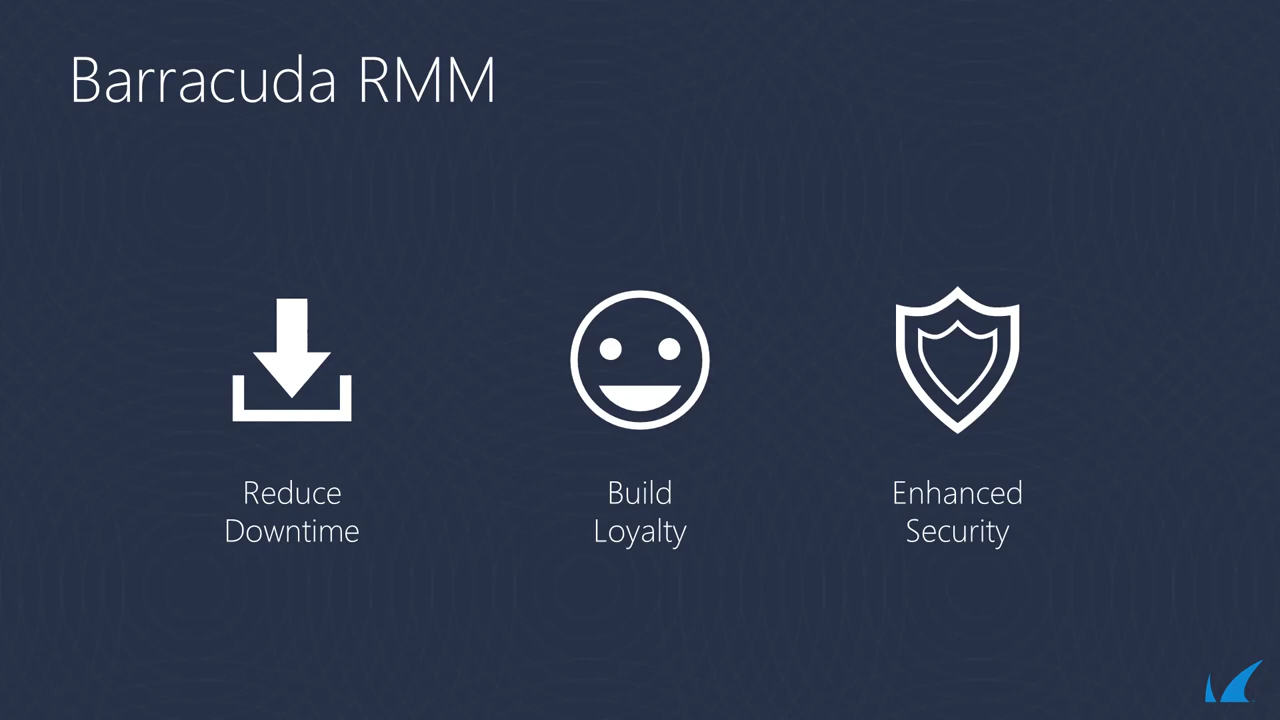 Barracuda RMM
Reduce
Downtime
Build
Loyalty
Enhanced
Security